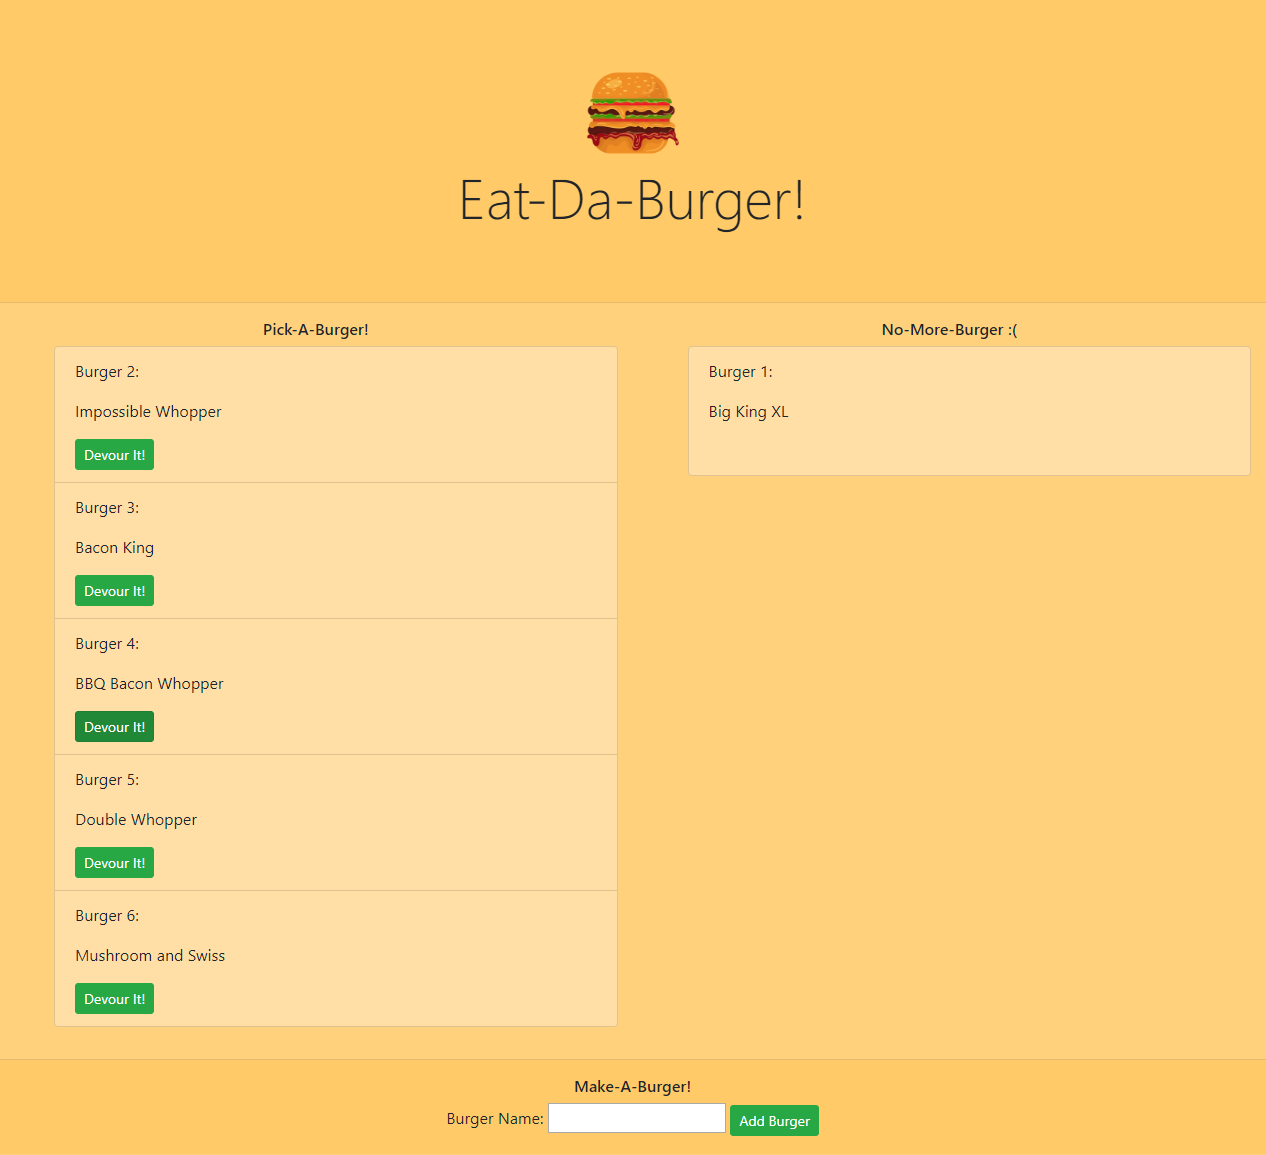 Eat-Da-Burger!
Pick-A-Burger!
Burger 2:
Impossible Whopper
Devour It!
Burger 3:
Bacon King
Devour It!
Burger 4:
BBQ Bacon Whopper
Devour It!
Burger 5:
Double Whopper
Devour It!
Burger 6:
Mushroom and Swiss
Devour It!
No-More-Burger :(
Burger 1:
Big King XL
Make-A-Burger!
Burger Name: Add Burger